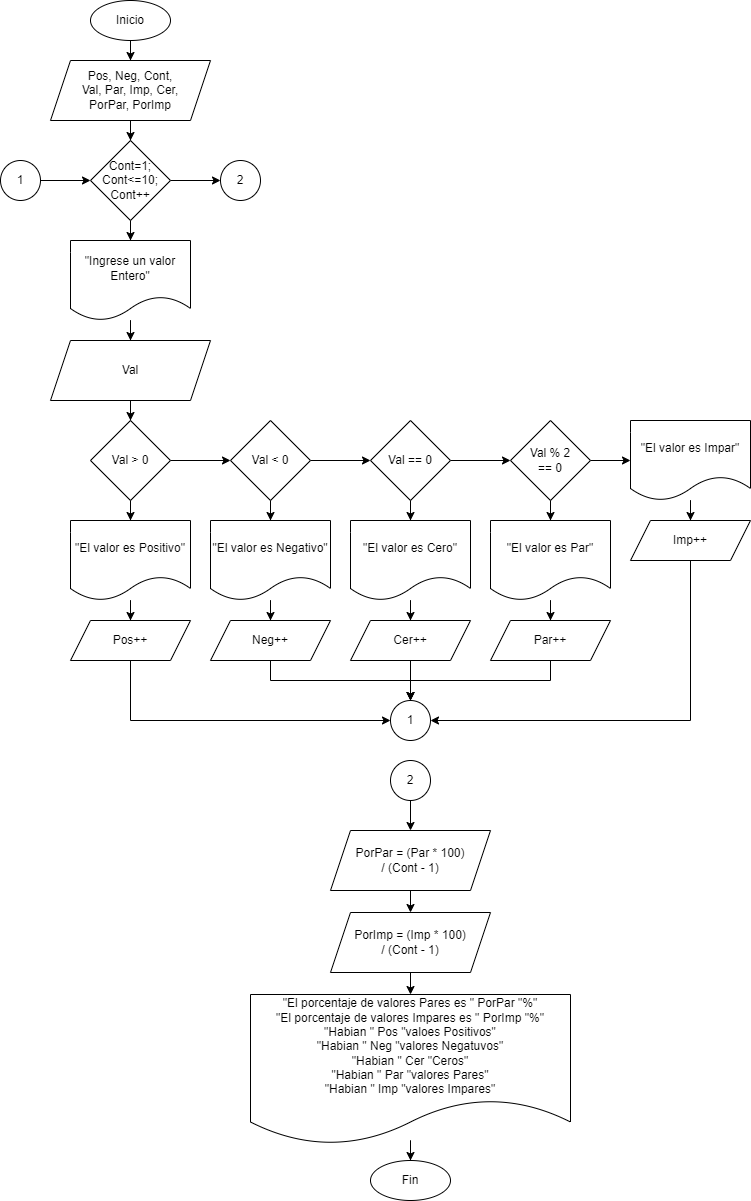 Inicio
Pos, Neg, Cont,
Val, Par, Imp, Cer,
PorPar, PorImp
1
Cont=1;
Cont<=10;
Cont++
2
"Ingrese un valor
Entero"
Val
Val > 0
Val < 0
Val == 0
Val % 2
== 0
"El valor es Impar"
"El valor es Positivo"
"El valor es Negativo"
"El valor es Cero"
"El valor es Par"
Imp++
Pos++
Neg++
Cer++
Par++
1
2
PorPar = (Par * 100)
/ (Cont - 1)
PorImp = (Imp * 100)
/ (Cont - 1)
"El porcentaje de valores Pares es " PorPar "%"
"El porcentaje de valores Impares es " PorImp "%"
"Habian " Pos "valoes Positivos"
"Habian " Neg "valores Negatuvos"
"Habian " Cer "Ceros"
"Habian " Par "valores Pares"
"Habian " Imp "valores Impares"
Fin